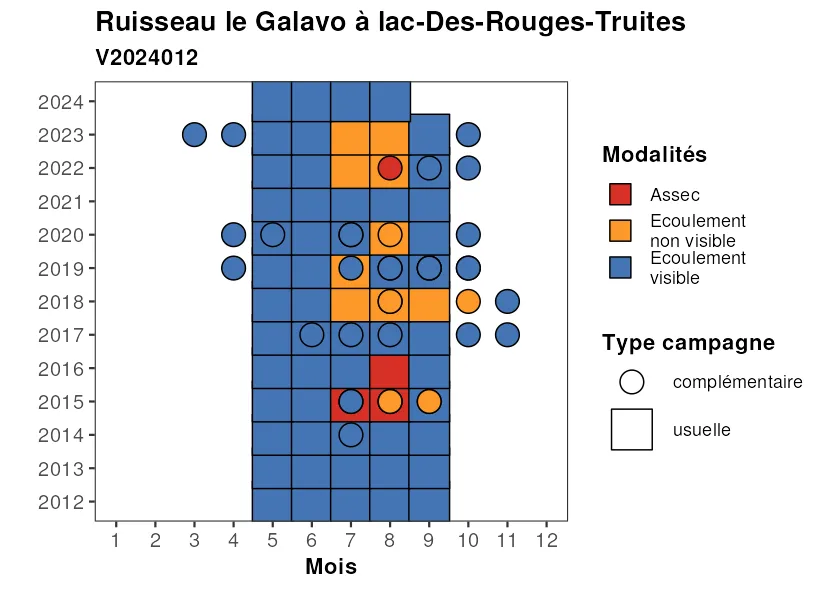 Ruisseau le Galavo à lac-Des-Rouges-Truites
V2024012
2024
2023
2022
2021
2020
2019
2018
2017
2016
2015
2014
2013
2012
1 2 3 4 5 6 7 8 9 10 11 12
Mois
Modalités
Assec
Ecoulement
non visible
Ecoulement
visible
Type campagne
complémentaire
usuelle